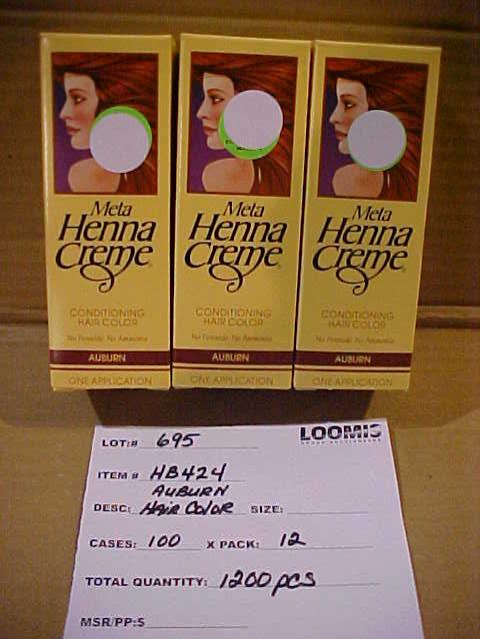 Meta
Henna
Creme
CONDITIONING
HAIR COLOR
No Peroxide No Ammonia
AUBURN
ONE APPLICATION
Meta
Henna
Creme
CONDITIONING
HAIR COLOR
No Peroxide No Ammonia
AUBURN
ONE APPLICATION
Meta
Henna
Creme
CONDITIONING
HAIR COLOR
No Peroxide No Ammonia
AUBURN
ONE APPLICATION
LOOMIS
LOT:# 695
ITEM # HB424
AUBURN
DESC: HAIR COLOR SIZE:
CASES: 100 X PACK: 12
TOTAL QUANTITY: 1200 pcs
MSR/PP:$